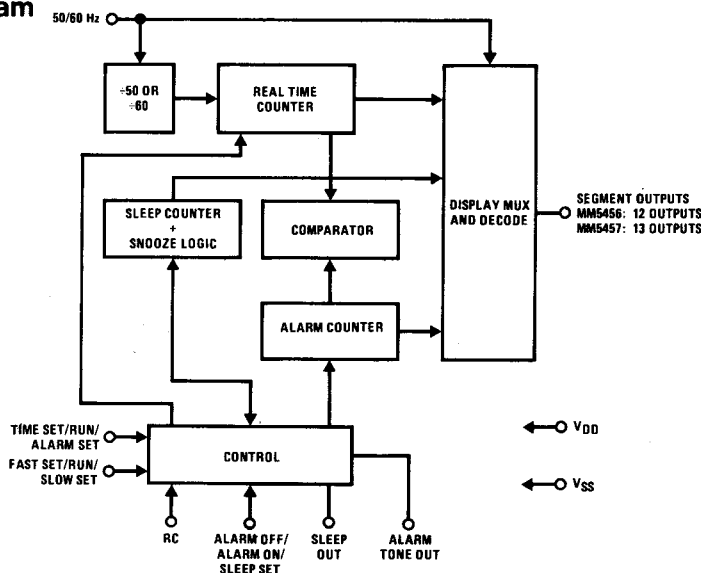 am
50/60 Hz
÷50 OR
÷60
REAL TIME
COUNTER
SLEEP COUNTER
+
SNOOZE LOGIC
COMPARATOR
DISPLAY MUX
AND DECODE
SEGMENT OUTPUTS
MM5456: 12 OUTPUTS
MM5457: 13 OUTPUTS
ALARM COUNTER
TIME SET/RUN/
ALARM SET
FAST SET/RUN/
SLOW SET
CONTROL
VDD
VSS
RC
ALARM OFF/
ALARM ON/
SLEEP SET
SLEEP
OUT
ALARM
TONE OUT